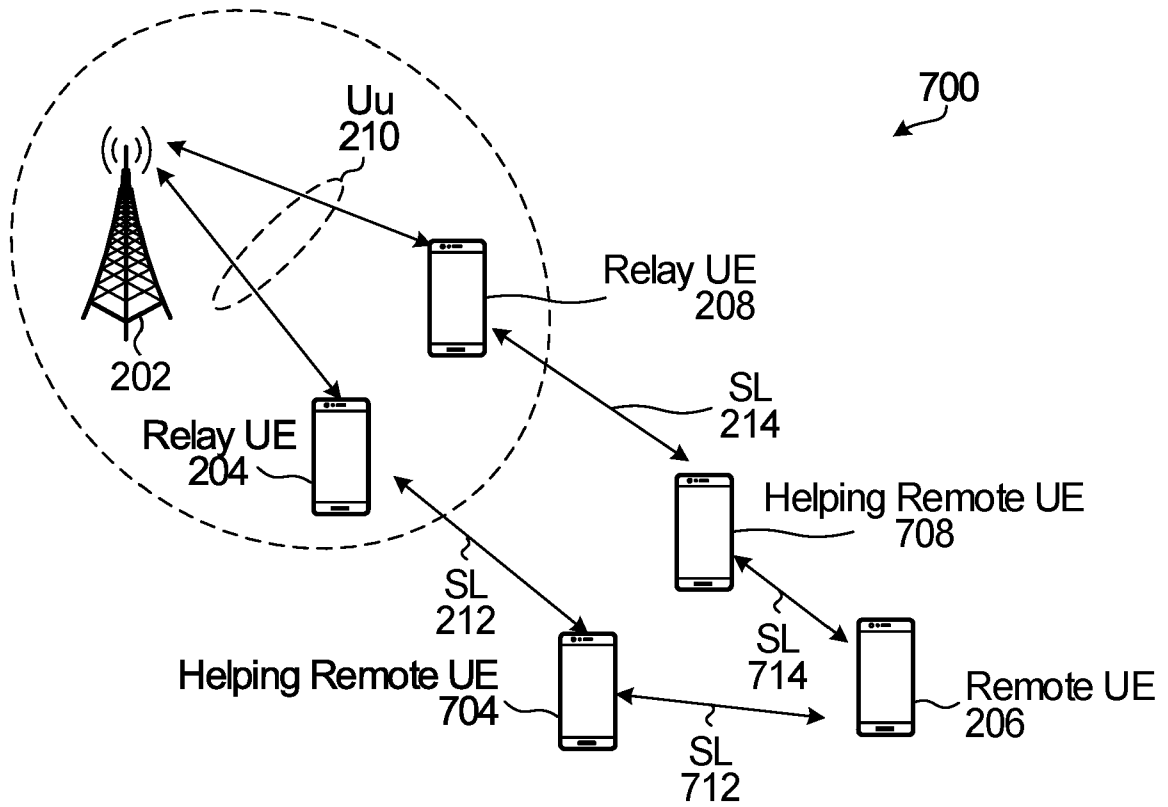 Uu
210
700
202
Relay UE
208
Relay UE
204
SL
214
Helping Remote UE
708
SL
212
SL
714
Helping Remote UE
704
Remote UE
206
SL
712